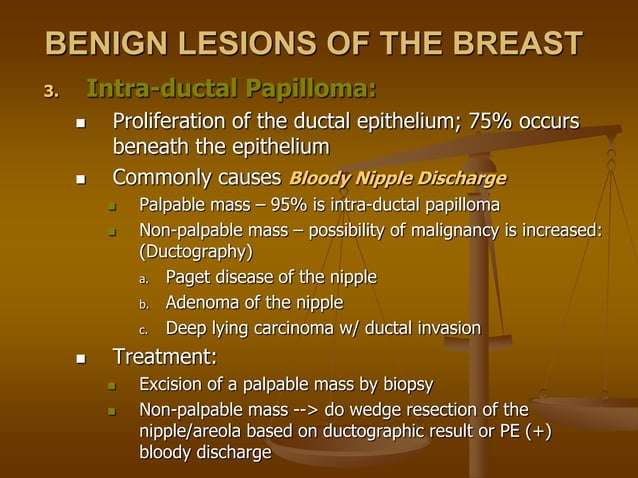 BENIGN LESIONS OF THE BREAST
3. Intra-ductal Papilloma:
Proliferation of the ductal epithelium; 75% occurs
beneath the epithelium
Commonly causes Bloody Nipple Discharge
Palpable mass – 95% is intra-ductal papilloma
Non-palpable mass – possibility of malignancy is increased:
(Ductography)
a. Paget disease of the nipple
b. Adenoma of the nipple
c. Deep lying carcinoma w/ ductal invasion
Treatment:
Excision of a palpable mass by biopsy
Non-palpable mass --> do wedge resection of the
nipple/areola based on ductographic result or PE (+)
bloody discharge